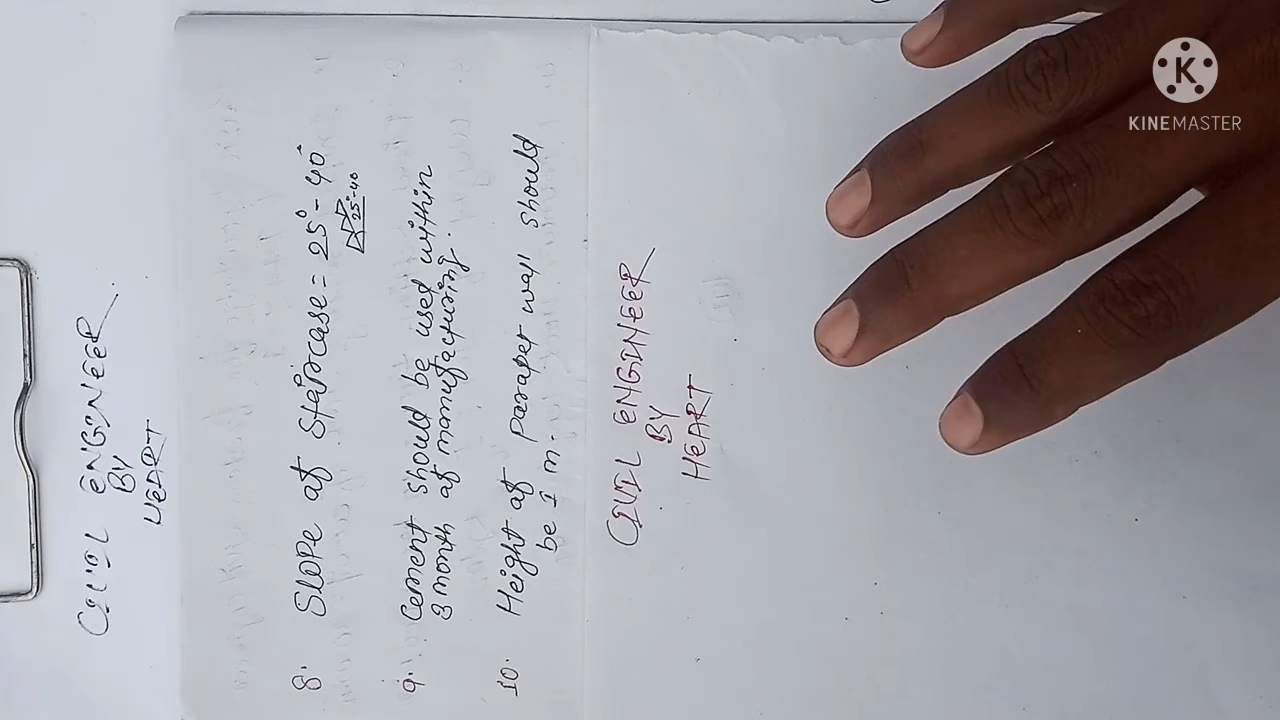 CIVIL ENGINEER
BY
HEART
8. Slope of Staircase = 25° - 40°
25°-40
9. Cement should be used within
3 month of manufacturing.
10. Height of parapet wall should
be 1 m.
CIVIL ENGINEER
BY
HEART
K
KINEMASTER